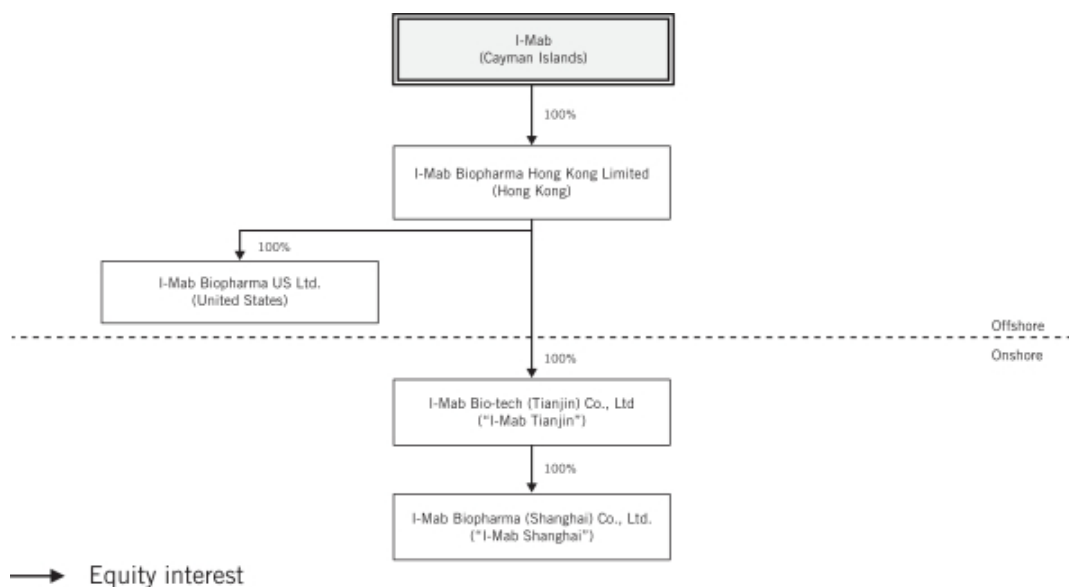 I-Mab
(Cayman Islands)
100%
I-Mab Biopharma Hong Kong Limited
(Hong Kong)
100%
I-Mab Biopharma US Ltd.
(United States)
Offshore
Onshore
100%
I-Mab Bio-tech (Tianjin) Co., Ltd
(“I-Mab Tianjin”)
100%
I-Mab Biopharma (Shanghai) Co., Ltd.
(“I-Mab Shanghai”)
Equity interest